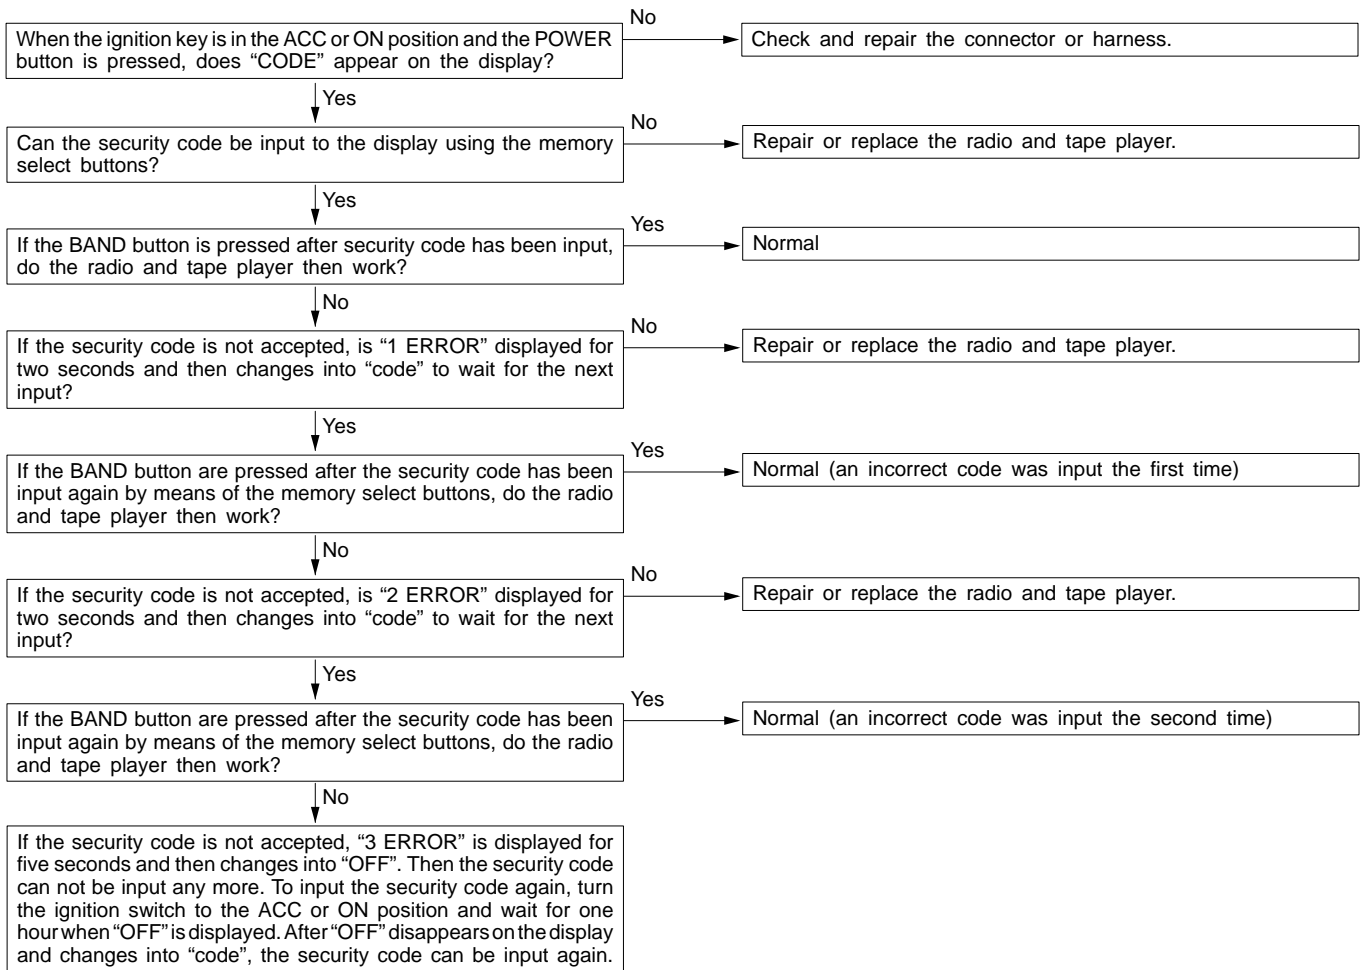 When the ignition key is in the ACC or ON position and the POWER
button is pressed, does “CODE” appear on the display?
No
Check and repair the connector or harness.
Yes
Can the security code be input to the display using the memory
select buttons?
No
Repair or replace the radio and tape player.
Yes
If the BAND button is pressed after security code has been input,
do the radio and tape player then work?
Yes
Normal
No
If the security code is not accepted, is “1 ERROR” displayed for
two seconds and then changes into “code” to wait for the next
input?
No
Repair or replace the radio and tape player.
Yes
If the BAND button are pressed after the security code has been
input again by means of the memory select buttons, do the radio
and tape player then work?
Yes
Normal (an incorrect code was input the first time)
No
If the security code is not accepted, is “2 ERROR” displayed for
two seconds and then changes into “code” to wait for the next
input?
No
Repair or replace the radio and tape player.
Yes
If the BAND button are pressed after the security code has been
input again by means of the memory select buttons, do the radio
and tape player then work?
Yes
Normal (an incorrect code was input the second time)
No
If the security code is not accepted, “3 ERROR” is displayed for
five seconds and then changes into “OFF”. Then the security code
can not be input any more. To input the security code again, turn
the ignition switch to the ACC or ON position and wait for one
hour when “OFF” is displayed. After “OFF” disappears on the display
and changes into “code”, the security code can be input again.